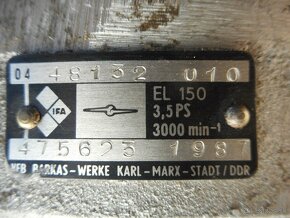 04 48132 010
IFA
EL 150
3,5 PS
3000 min-1
475623 1987
VEB BARKAS-WERKE KARL-MARX-STADT/DDR